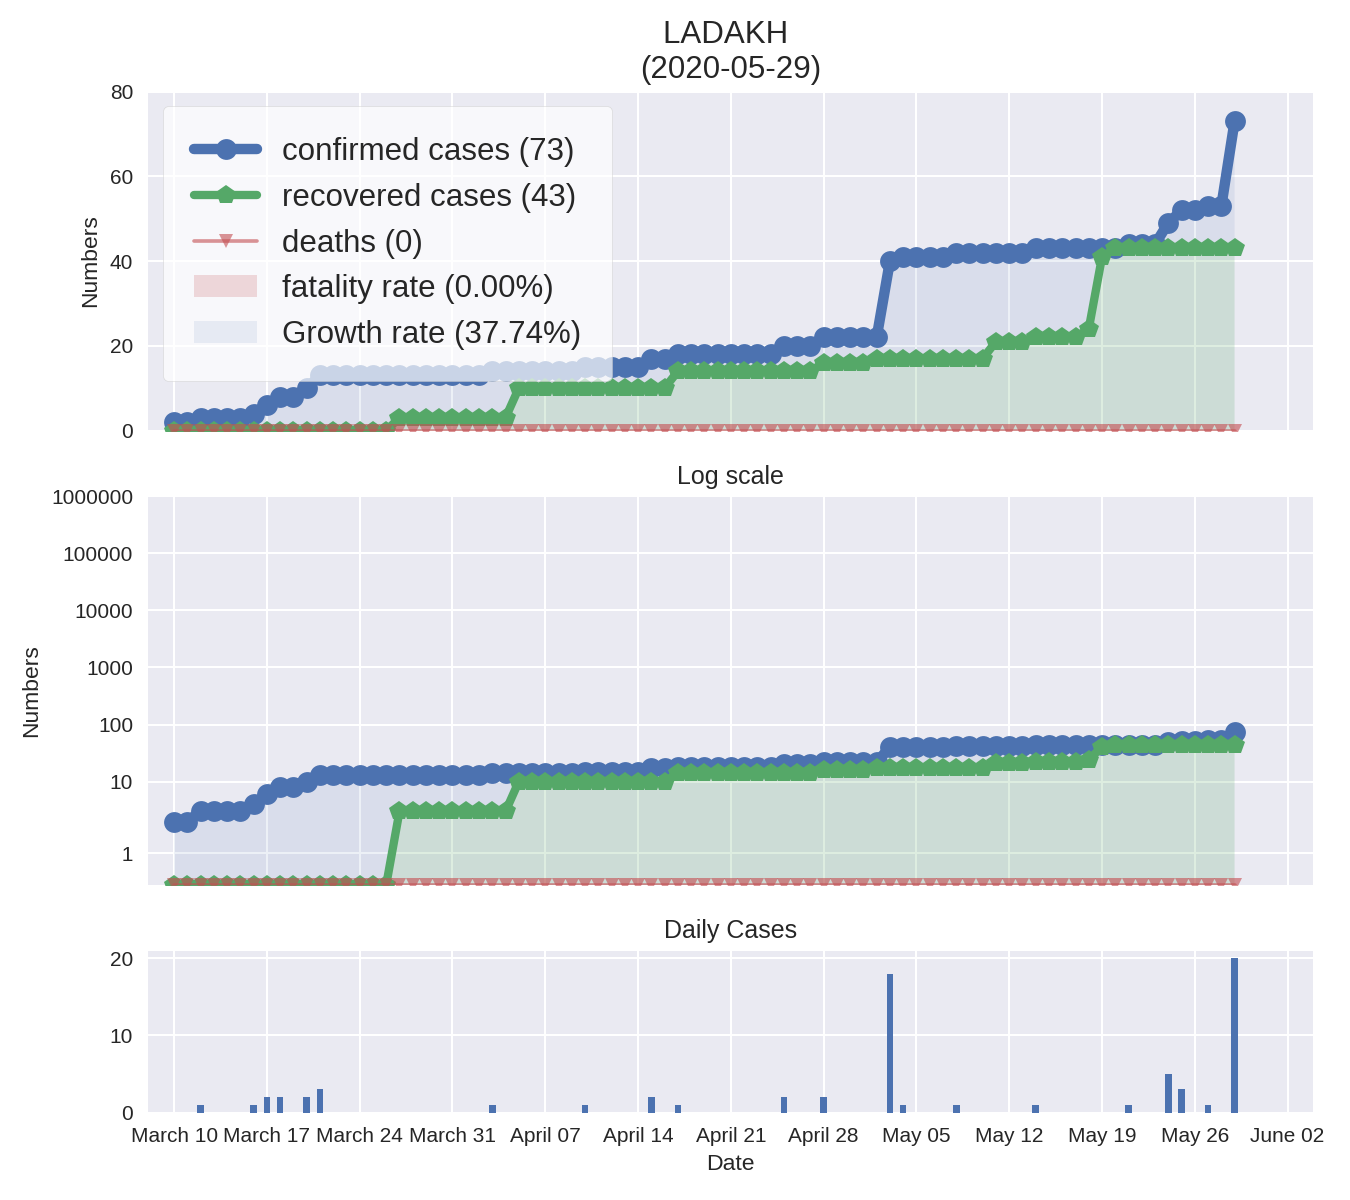 LADAKH
(2020-05-29)
80
60
40
20
0
Numbers
confirmed cases (73)
recovered cases (43)
deaths (0)
fatality rate (0.00%)
Growth rate (37.74%)
Log scale
1000000
100000
10000
1000
100
10
1
Numbers
Daily Cases
20
10
0
March 10 March 17 March 24 March 31 April 07 April 14 April 21 April 28 May 05 May 12 May 19 May 26 June 02
Date